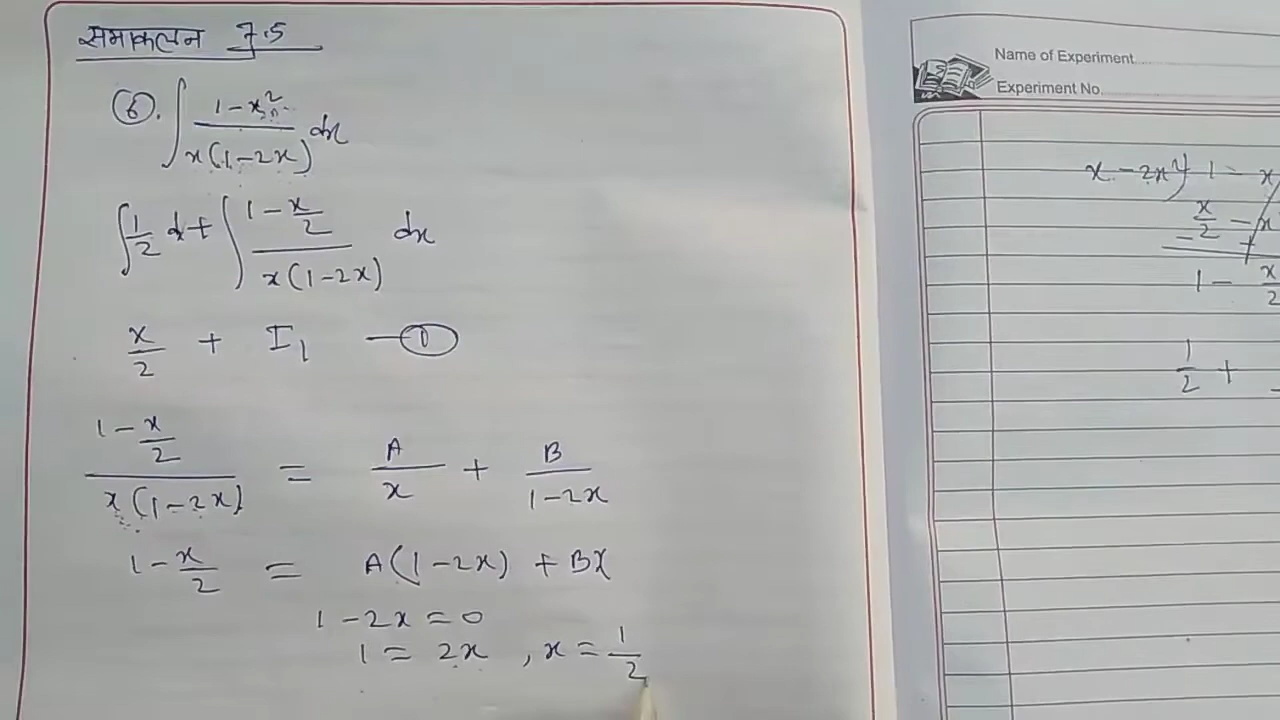 समाकलन 7.5
(6). ∫ (1-x²)/(x(1-2x)) dx
∫ 1/2 dx + ∫ (1 - x/2)/(x(1-2x)) dx
x/2 + I₁ —(1)
(1 - x/2)/(x(1-2x)) = A/x + B/(1-2x)
1 - x/2 = A(1-2x) + Bx
1 - 2x = 0
1 = 2x , x = 1/2
Name of Experiment
Experiment No.
x - 2x² ) 1 - x
x/2 - x
- +
1 - x/2
1/2 +